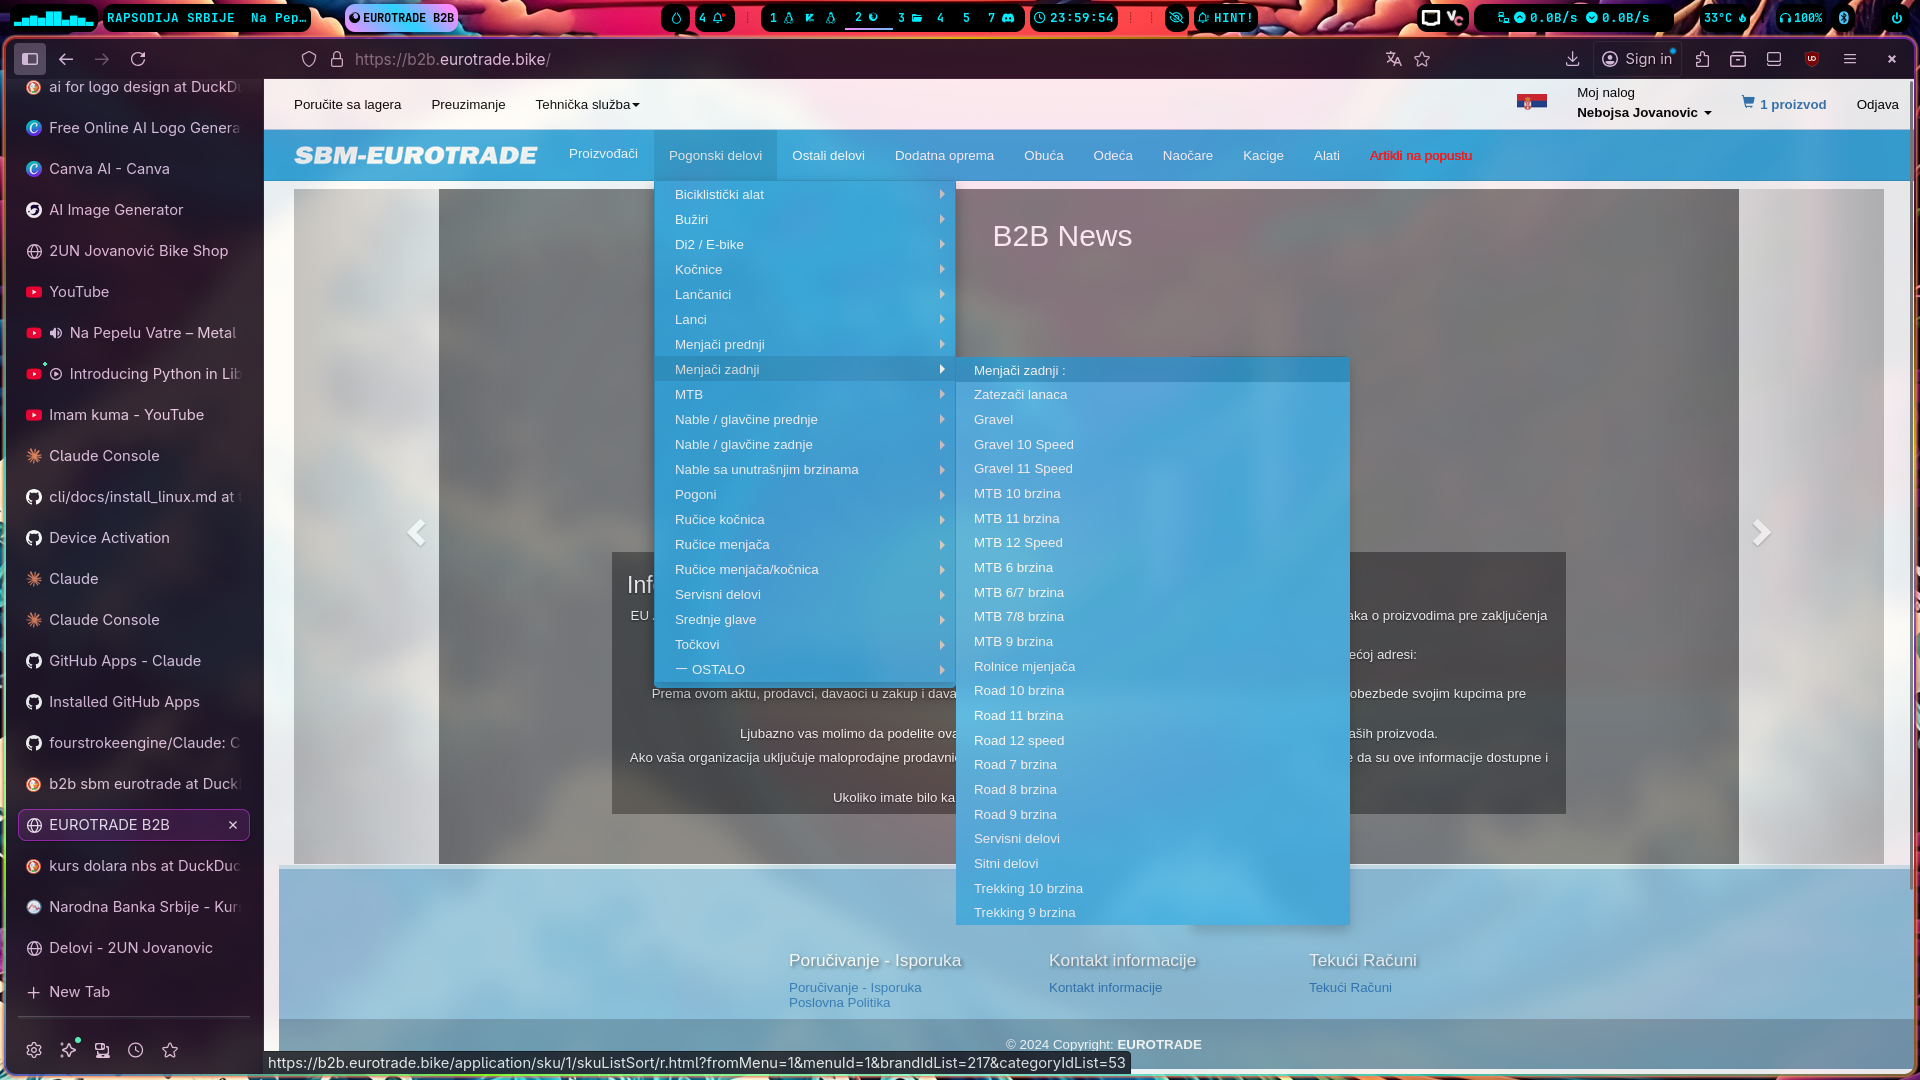 RAPSODIJA SRBIJE  Na Pep…
EUROTRADE B2B
4
1
2
3
4
5
7
23:59:54
HINT!
0.0B/s
0.0B/s
33°C
100%
https://b2b.eurotrade.bike/
Sign in
ai for logo design at DuckDu
Free Online AI Logo Genera
Canva AI - Canva
AI Image Generator
2UN Jovanović Bike Shop
YouTube
Na Pepelu Vatre – Metal
Introducing Python in Lib
Imam kuma - YouTube
Claude Console
cli/docs/install_linux.md at t
Device Activation
Claude
Claude Console
GitHub Apps - Claude
Installed GitHub Apps
fourstrokeengine/Claude: C
b2b sbm eurotrade at Duck
EUROTRADE B2B
kurs dolara nbs at DuckDuc
Narodna Banka Srbije - Kurs
Delovi - 2UN Jovanovic
New Tab
Poručite sa lagera
Preuzimanje
Tehnička služba
Moj nalog
Nebojsa Jovanovic
1 proizvod
Odjava
SBM-EUROTRADE
Proizvođači
Pogonski delovi
Ostali delovi
Dodatna oprema
Obuća
Odeća
Naočare
Kacige
Alati
Artikli na popustu
Biciklistički alat
Bužiri
Di2 / E-bike
Kočnice
Lančanici
Lanci
Menjači prednji
Menjači zadnji
MTB
Nable / glavčine prednje
Nable / glavčine zadnje
Nable sa unutrašnjim brzinama
Pogoni
Ručice kočnica
Ručice menjača
Ručice menjača/kočnica
Servisni delovi
Srednje glave
Točkovi
一 OSTALO
Menjači zadnji :
Zatezači lanaca
Gravel
Gravel 10 Speed
Gravel 11 Speed
MTB 10 brzina
MTB 11 brzina
MTB 12 Speed
MTB 6 brzina
MTB 6/7 brzina
MTB 7/8 brzina
MTB 9 brzina
Rolnice mjenjača
Road 10 brzina
Road 11 brzina
Road 12 speed
Road 7 brzina
Road 8 brzina
Road 9 brzina
Servisni delovi
Sitni delovi
Trekking 10 brzina
Trekking 9 brzina
B2B News
Inf
EU
aka o proizvodima pre zaključenja
ećoj adresi:
Prema ovom aktu, prodavci, davaoci u zakup i dava
obezbede svojim kupcima pre
Ljubazno vas molimo da podelite ova
aših proizvoda.
Ako vaša organizacija uključuje maloprodajne prodavnic
e da su ove informacije dostupne i
Ukoliko imate bilo ka
Poručivanje - Isporuka
Poručivanje - Isporuka
Poslovna Politika
Kontakt informacije
Kontakt informacije
Tekući Računi
Tekući Računi
© 2024 Copyright: EUROTRADE
https://b2b.eurotrade.bike/application/sku/1/skuListSort/r.html?fromMenu=1&menuId=1&brandIdList=217&categoryIdList=53